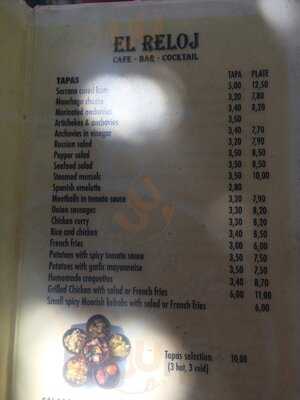 EL RELOJ
CAFE - BAR - COCKTAIL
TAPAS TAPA PLATE
Serrano cured ham 5,00 12,50
Manchego cheese 3,20 7,80
Marinated anchovies 3,40 8,20
Artichokes & anchovies 3,50
Anchovies in vinegar 3,40 7,70
Russian salad 3,20 7,90
Pepper salad 3,50 8,50
Seafood salad 3,50 8,50
Steamed mussels 3,50 10,00
Spanish omelette 2,80
Meatballs in tomato sauce 3,20 7,90
Onion sausages 3,30 8,20
Chicken curry 3,30 8,20
Rice and chicken 3,40 8,50
French fries 3,00 6,00
Potatoes with spicy tomato sauce 3,50 7,50
Potatoes with garlic mayonnaise 3,50 7,50
Homemade croquettes 3,40 8,70
Grilled Chicken with salad or French Fries 6,00 11,00
Small spicy Moorish kebabs with salad or French Fries 6,00
Tapas selection 10,00
(3 hot, 3 cold)